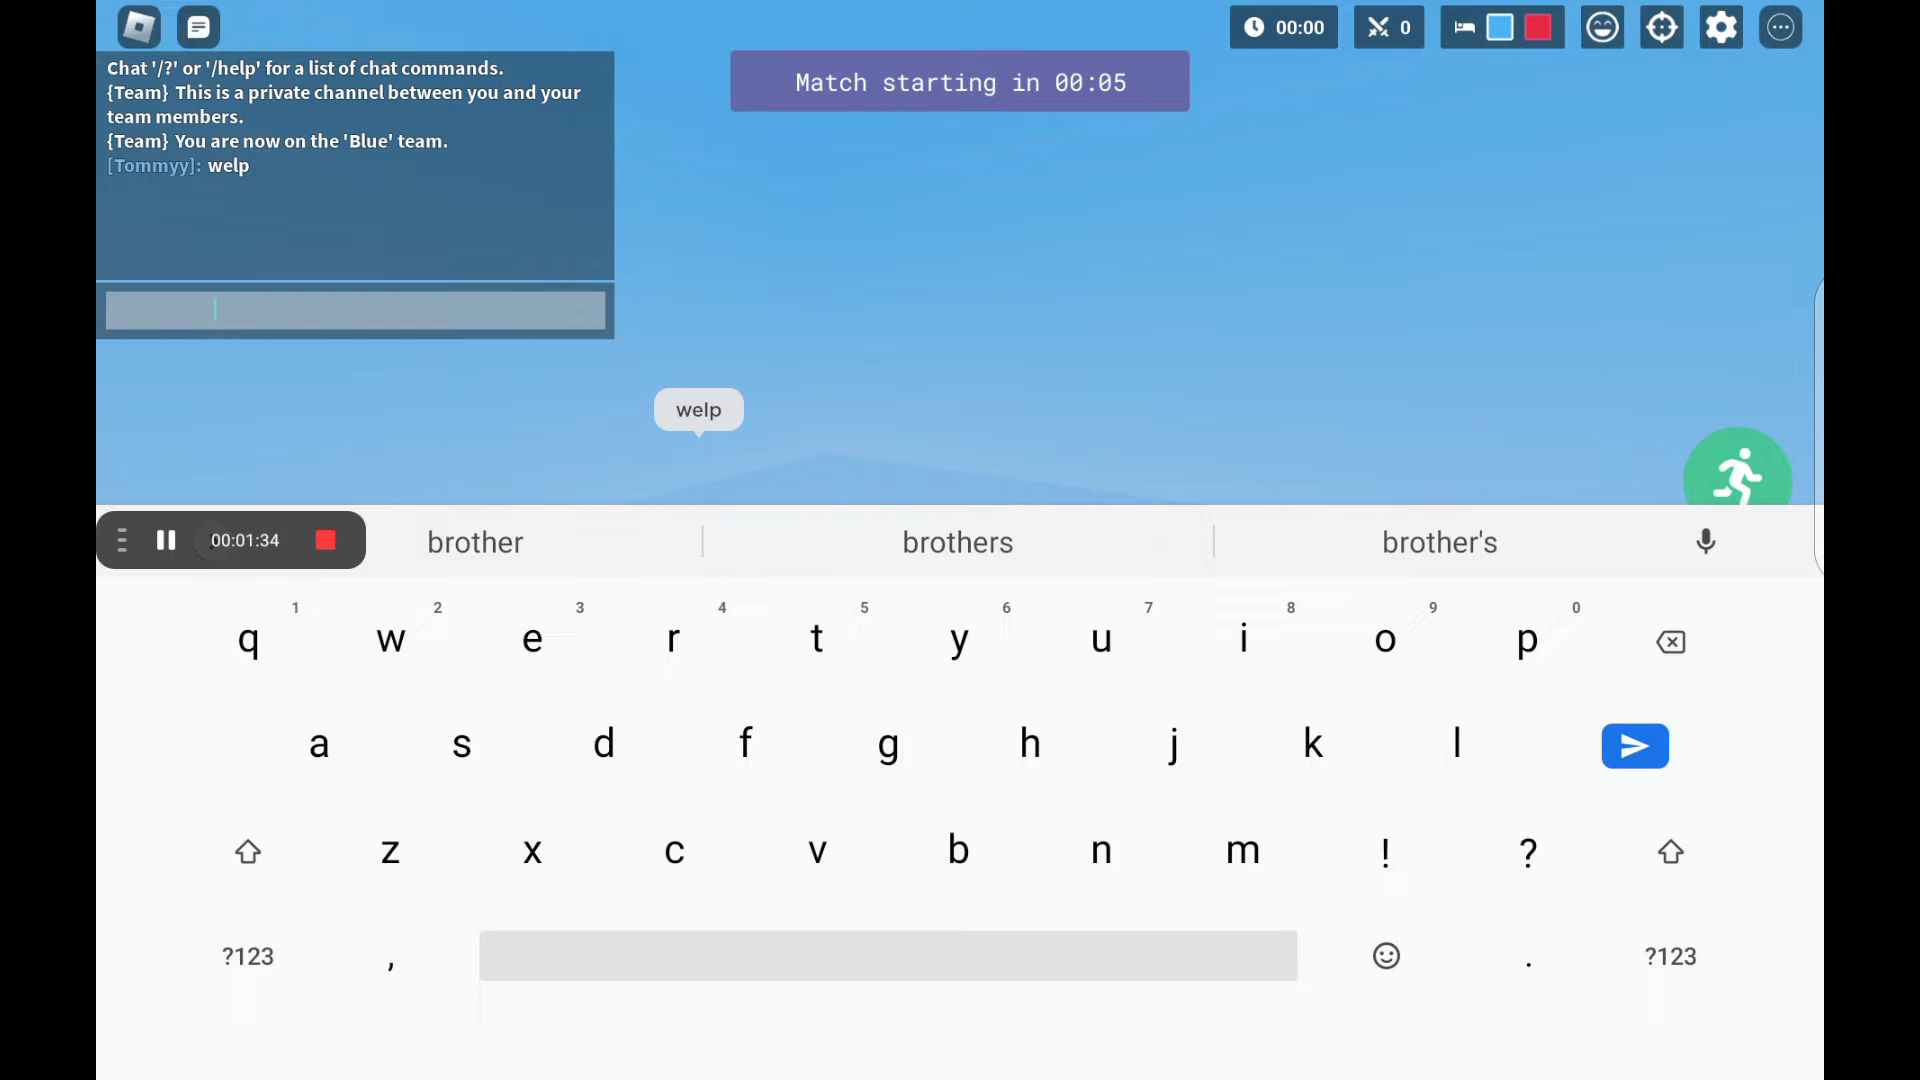 00:00
0
Match starting in 00:05
Chat '/?' or '/help' for a list of chat commands.
{Team} This is a private channel between you and your
team members.
{Team} You are now on the 'Blue' team.
[Tommyy]: welp
welp
00:01:34
brother
brothers
brother's
1 2 3 4 5 6 7 8 9 0
q w e r t y u i o p
a s d f g h j k l
z x c v b n m ! ?
?123 , . ?123